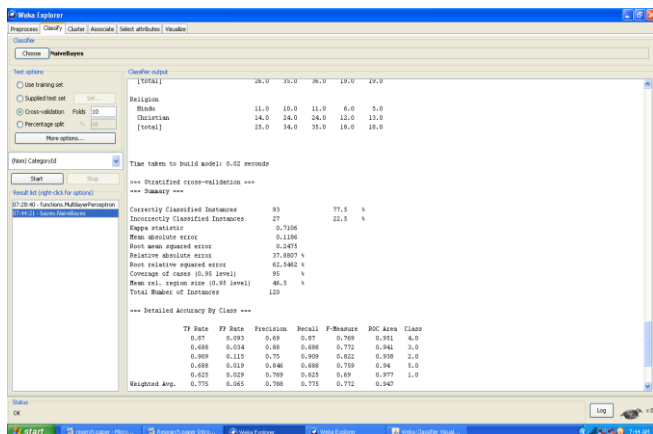 Weka Explorer
Preprocess Classify Cluster Associate Select attributes Visualize
Classifier
Choose NaiveBayes
Test options
Use training set
Supplied test set Set...
Cross-validation Folds 10
Percentage split %
More options...
(Nom) CategoryId
Start Stop
Result list (right-click for options)
07:28:40 - functions.MultilayerPerceptron
07:44:21 - bayes.NaiveBayes
Classifier output
[total] 26.0 35.0 36.0 19.0 19.0
Religion
Hindu 11.0 10.0 11.0 6.0 5.0
Christian 14.0 24.0 24.0 12.0 13.0
[total] 25.0 34.0 35.0 18.0 18.0
Time taken to build model: 0.02 seconds
=== Stratified cross-validation ===
=== Summary ===
Correctly Classified Instances 93 77.5 %
Incorrectly Classified Instances 27 22.5 %
Kappa statistic 0.7106
Mean absolute error 0.1186
Root mean squared error 0.2475
Relative absolute error 37.8807 %
Root relative squared error 62.5462 %
Coverage of cases (0.95 level) 95 %
Mean rel. region size (0.95 level) 46.5 %
Total Number of Instances 120
=== Detailed Accuracy By Class ===
TP Rate FP Rate Precision Recall F-Measure ROC Area Class
0.87 0.093 0.69 0.87 0.769 0.951 4.0
0.688 0.034 0.88 0.688 0.772 0.941 3.0
0.909 0.115 0.75 0.909 0.822 0.938 2.0
0.688 0.019 0.846 0.688 0.759 0.94 5.0
0.625 0.029 0.769 0.625 0.69 0.977 1.0
Weighted Avg. 0.775 0.065 0.788 0.775 0.772 0.947
Status
OK
Log x 0
start research paper - Micro... Research paper Intro... Weka Explorer Weka Explorer Weka Classifier Visual... 7:44 AM